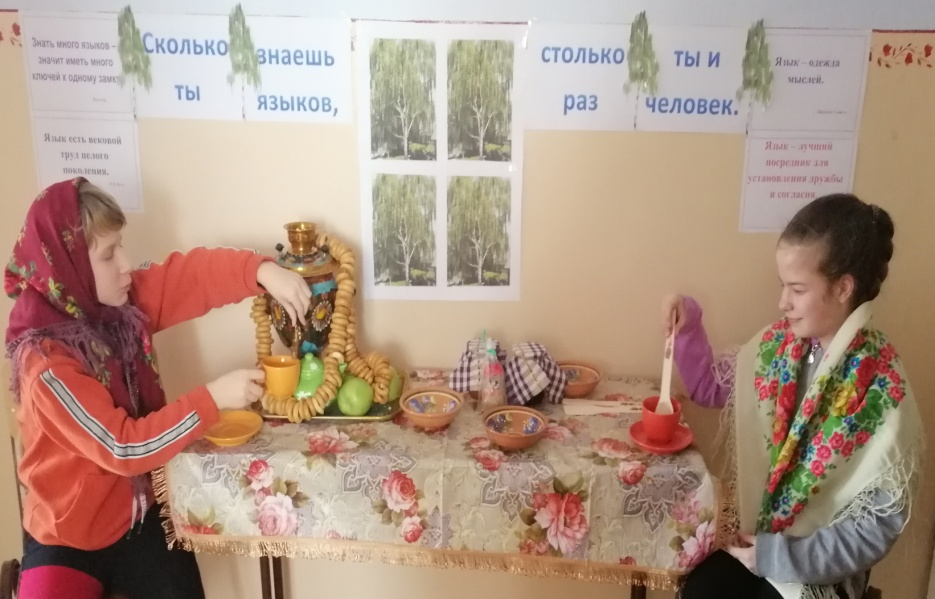 Знать много языков –
значит иметь много
ключей к одному замку
Сколько
ты
знаешь
языков,
столько
раз
ты и
человек.
Язык – одежда
мыслей.
Язык есть вековой
труд целого
поколения.
Язык – лучший
посредник для
установления дружбы
и согласия